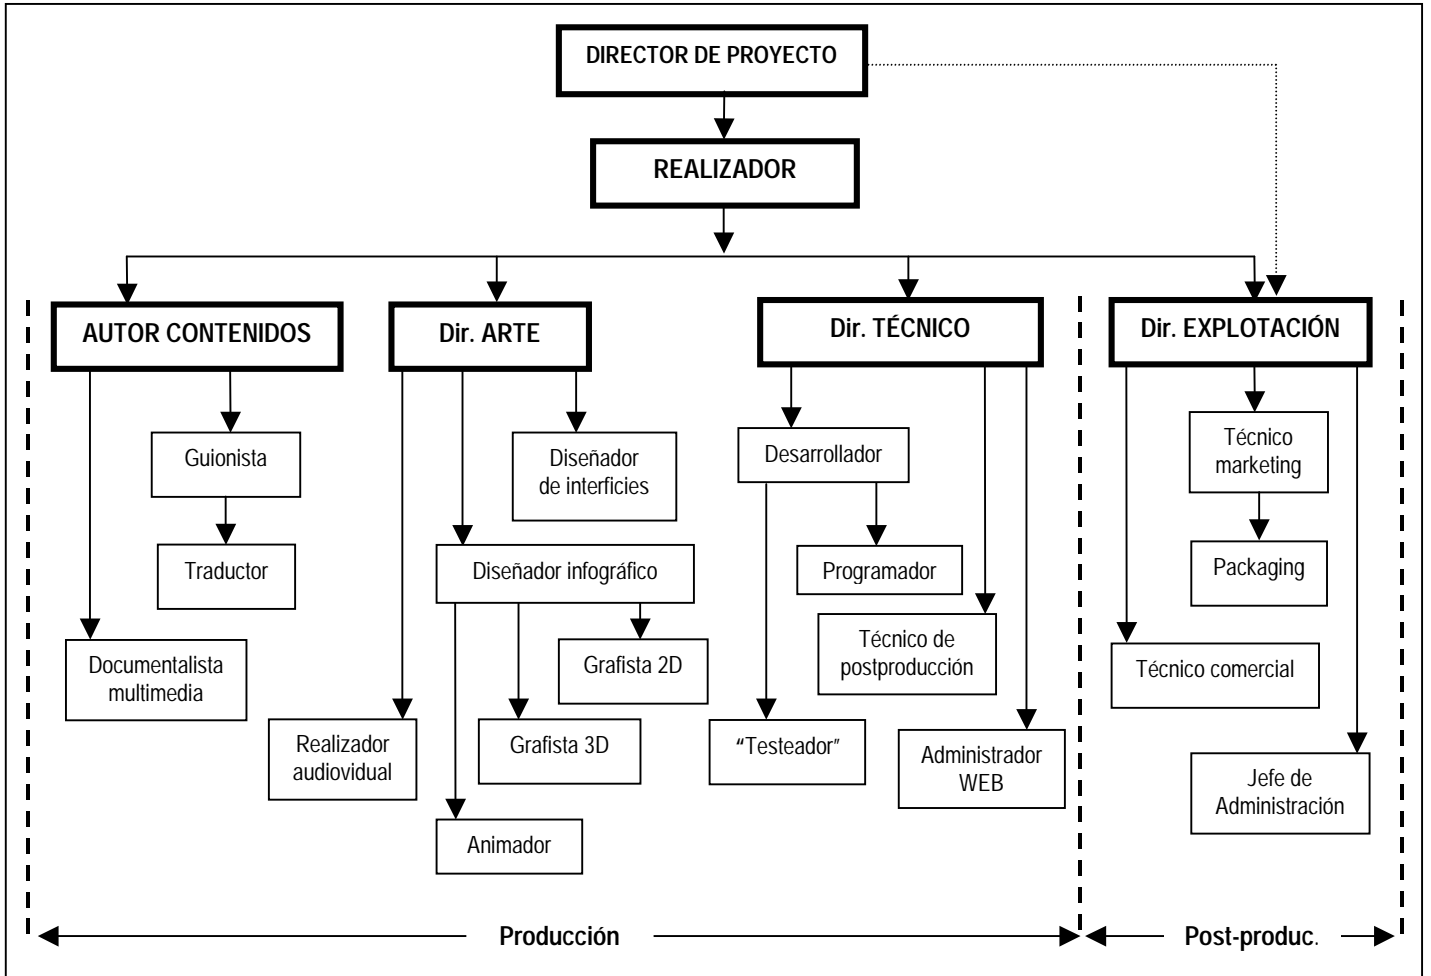 DIRECTOR DE PROYECTO
REALIZADOR
AUTOR CONTENIDOS
Dir. ARTE
Dir. TÉCNICO
Dir. EXPLOTACIÓN
Guionista
Traductor
Documentalista
multimedia
Diseñador
de interficies
Diseñador infográfico
Grafista 2D
Grafista 3D
Realizador
audiovidual
Animador
Desarrollador
Programador
Técnico de
postproducción
“Testeador”
Administrador
WEB
Técnico
marketing
Packaging
Técnico comercial
Jefe de
Administración
Producción
Post-produc.